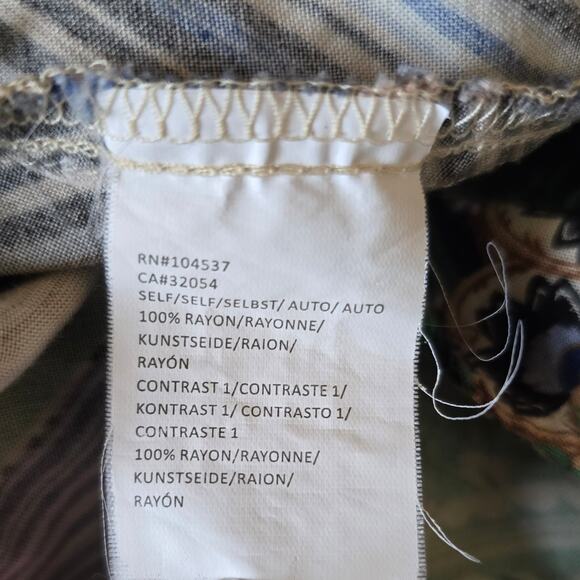 RN#104537
CA#32054
SELF/SELF/SELBST/ AUTO/ AUTO
100% RAYON/RAYONNE/
KUNSTSEIDE/RAION/
RAYÓN
CONTRAST 1/CONTRASTE 1/
KONTRAST 1/ CONTRASTO 1/
CONTRASTE 1
100% RAYON/RAYONNE/
KUNSTSEIDE/RAION/
RAYÓN